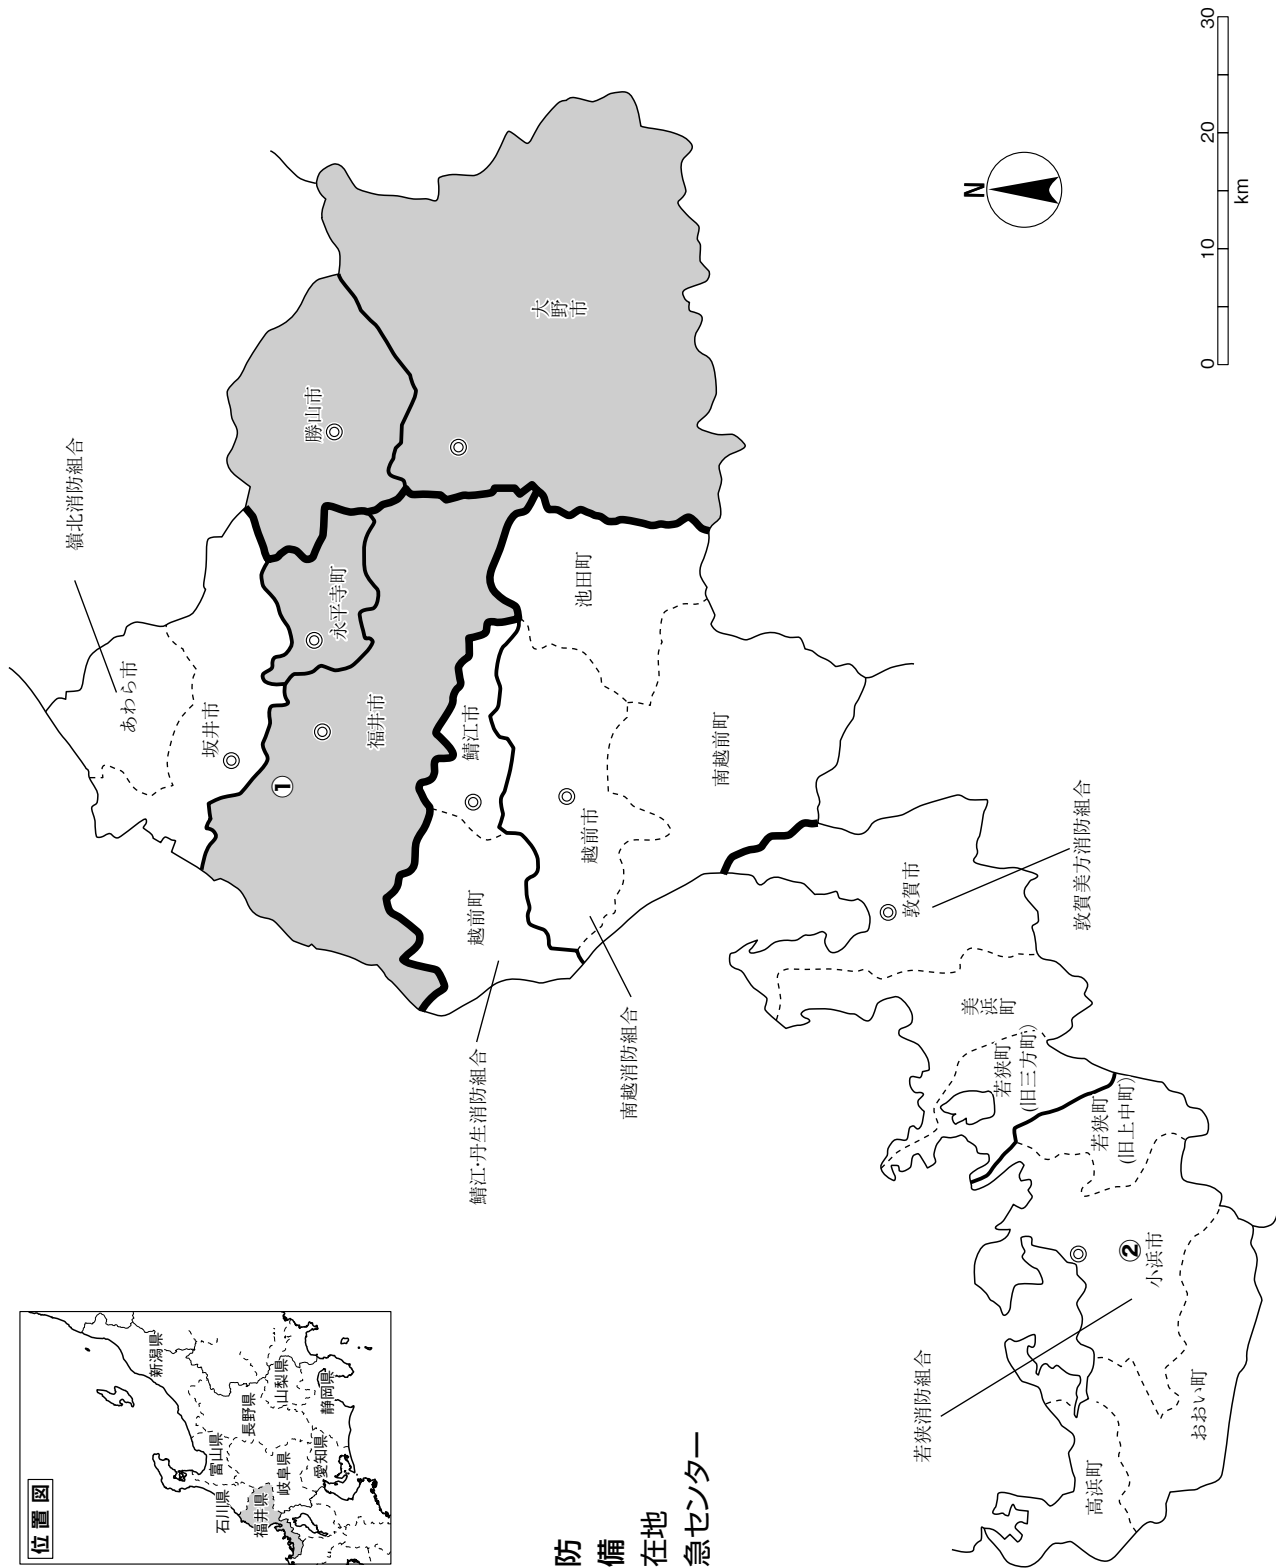 位置図
新潟県
富山県
石川県
長野県
福井県
岐阜県
山梨県
愛知県
静岡県
嶺北消防組合
あわら市
坂井市
勝山市
永平寺町
①
福井市
大野市
鯖江市
越前町
鯖江・丹生消防組合
池田町
越前市
南越前町
南越消防組合
敦賀市
敦賀美方消防組合
美浜町
若狭町
(旧三方町)
若狭町
(旧上中町)
②
小浜市
若狭消防組合
おおい町
高浜町
防
備
在地
急センター
N
0 10 20 30
km